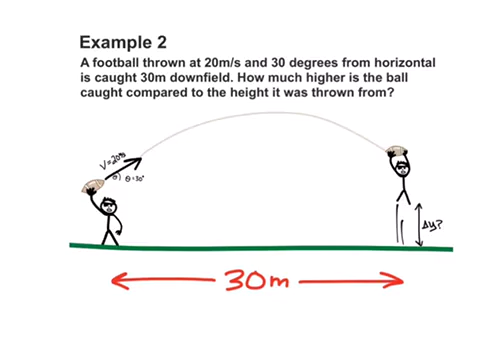 Example 2
A football thrown at 20m/s and 30 degrees from horizontal
is caught 30m downfield. How much higher is the ball
caught compared to the height it was thrown from?
θ) θ=30°
Δy?
30m